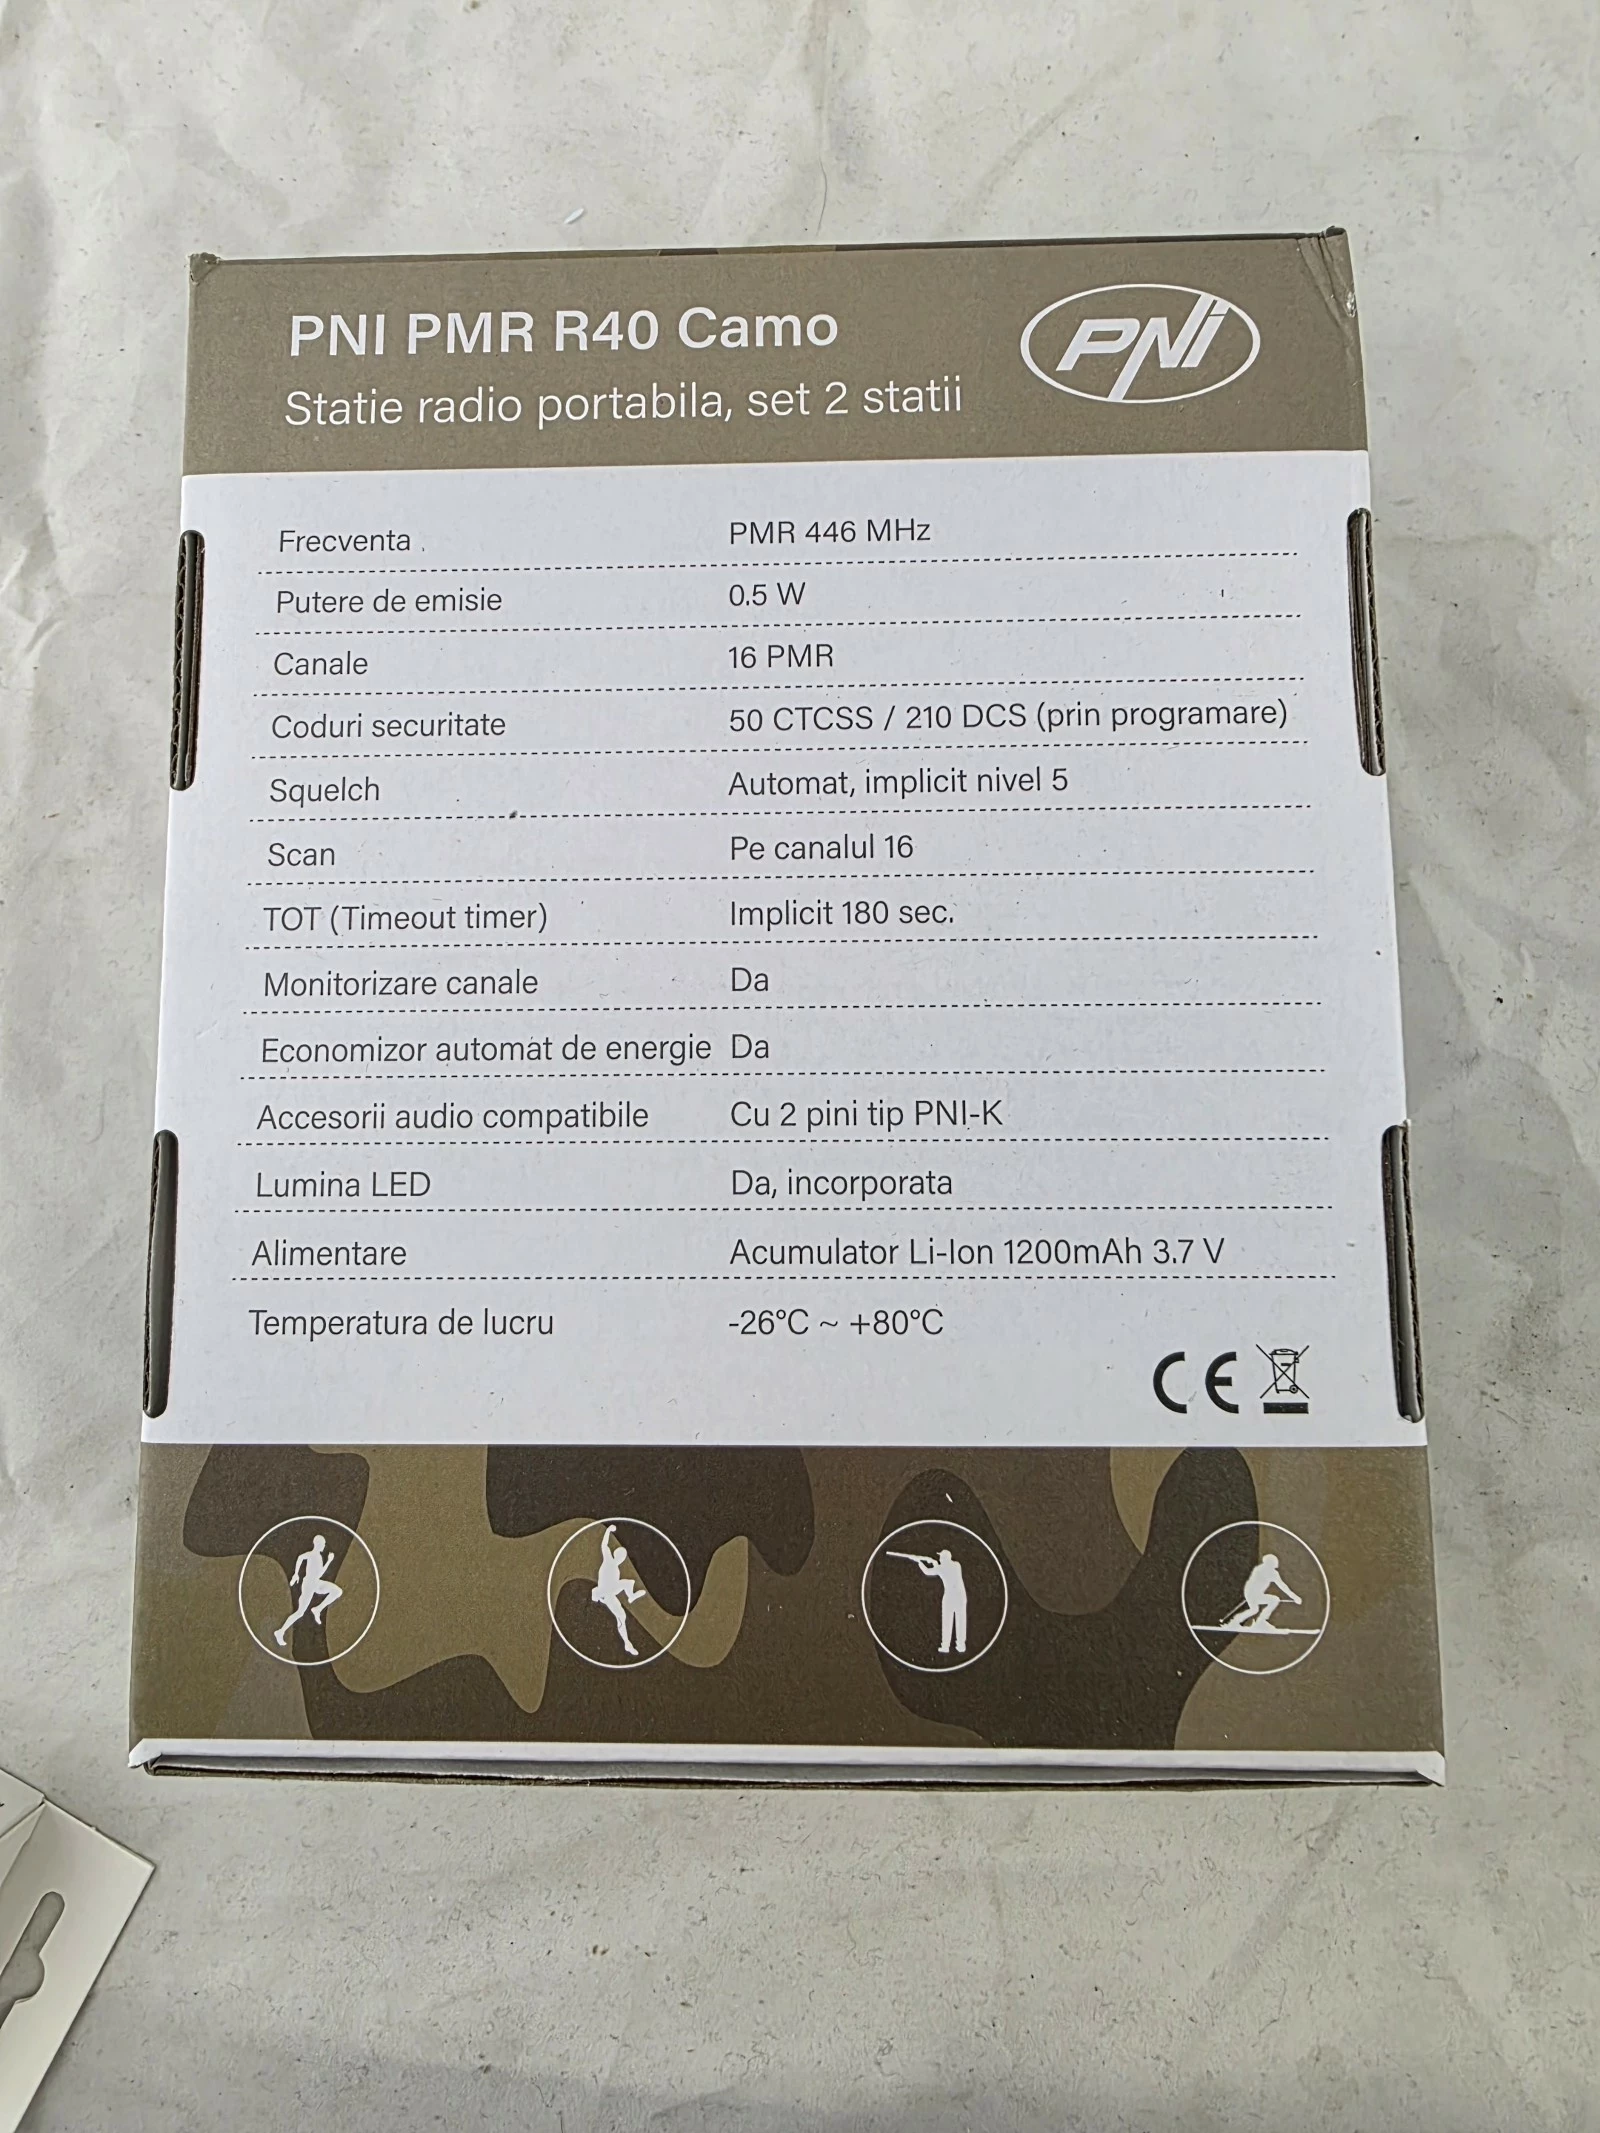 PNI PMR R40 Camo
PNI
Statie radio portabila, set 2 statii
Frecventa PMR 446 MHz
Putere de emisie 0.5 W
Canale 16 PMR
Coduri securitate 50 CTCSS / 210 DCS (prin programare)
Squelch Automat, implicit nivel 5
Scan Pe canalul 16
TOT (Timeout timer) Implicit 180 sec.
Monitorizare canale Da
Economizor automat de energie Da
Accesorii audio compatibile Cu 2 pini tip PNI-K
Lumina LED Da, incorporata
Alimentare Acumulator Li-Ion 1200mAh 3.7 V
Temperatura de lucru -26°C ~ +80°C
CE